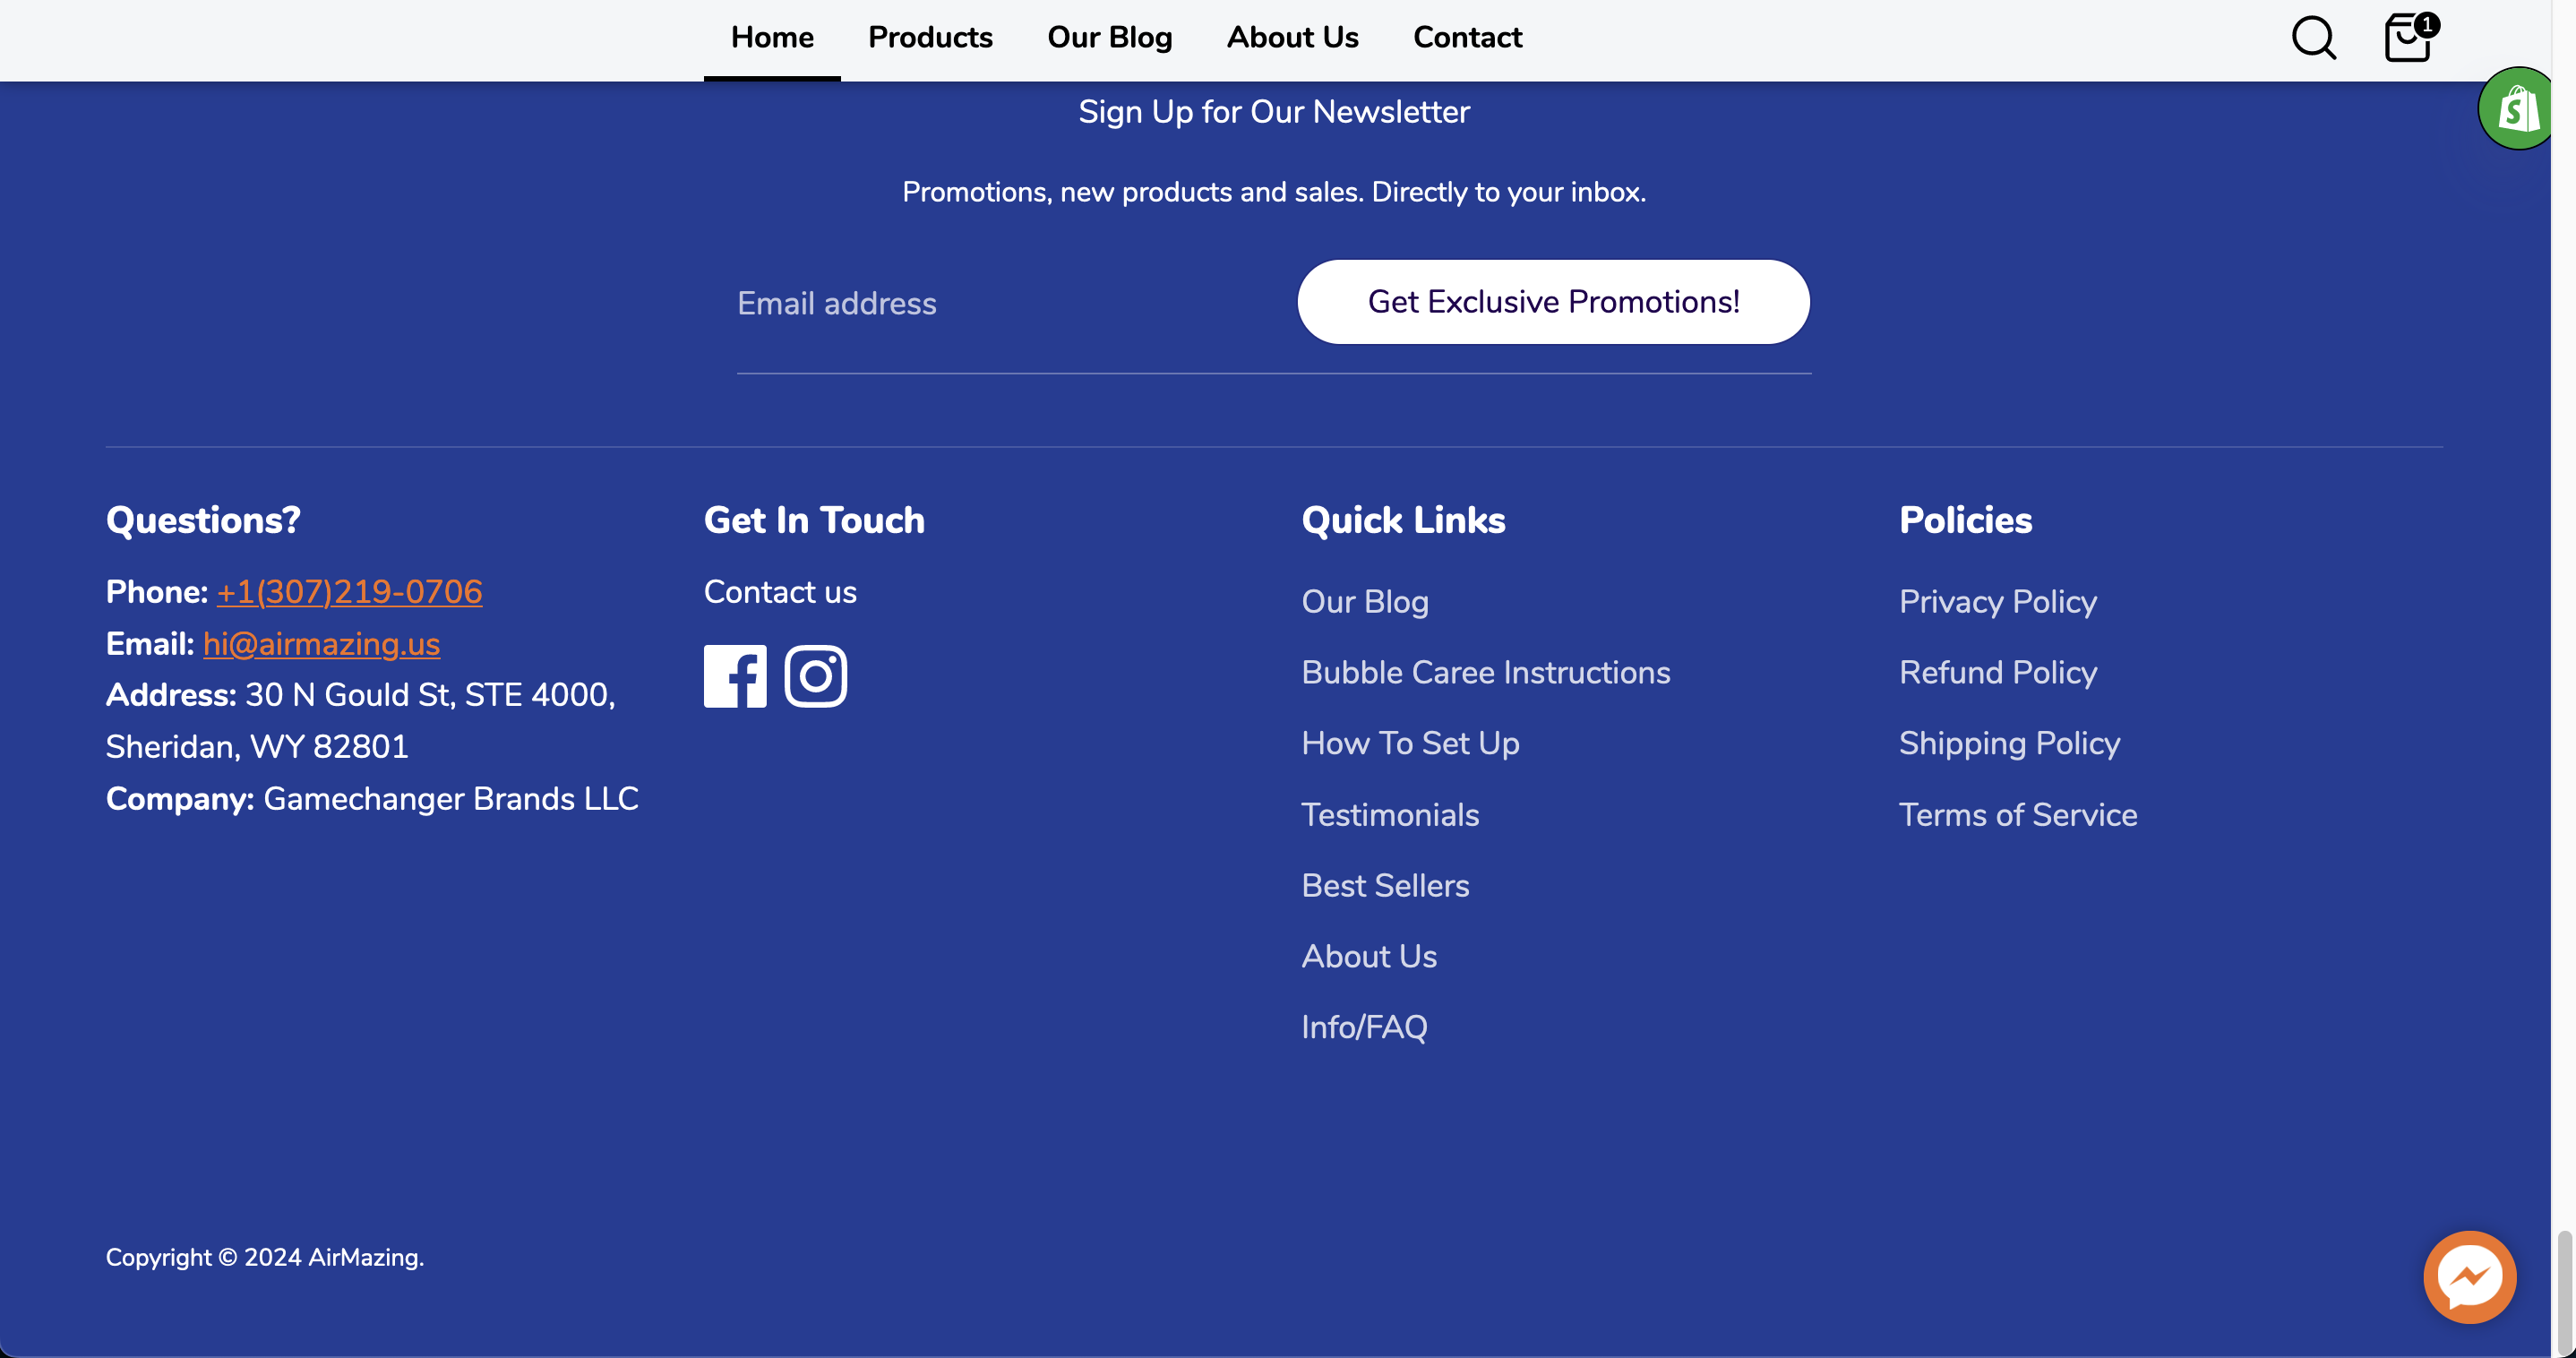 Home
Products
Our Blog
About Us
Contact
1
Sign Up for Our Newsletter
Promotions, new products and sales. Directly to your inbox.
Email address
Get Exclusive Promotions!
Questions?
Phone: +1(307)219-0706
Email: hi@airmazing.us
Address: 30 N Gould St, STE 4000,
Sheridan, WY 82801
Company: Gamechanger Brands LLC
Get In Touch
Contact us
Quick Links
Our Blog
Bubble Caree Instructions
How To Set Up
Testimonials
Best Sellers
About Us
Info/FAQ
Policies
Privacy Policy
Refund Policy
Shipping Policy
Terms of Service
Copyright © 2024 AirMazing.